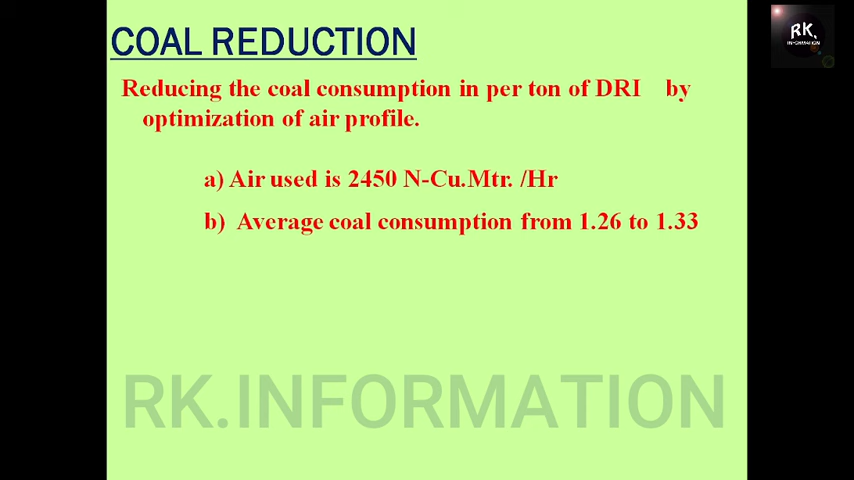 COAL REDUCTION
RK.
INFORMATION
Reducing the coal consumption in per ton of DRI by
optimization of air profile.
a) Air used is 2450 N-Cu.Mtr. /Hr
b) Average coal consumption from 1.26 to 1.33
RK.INFORMATION